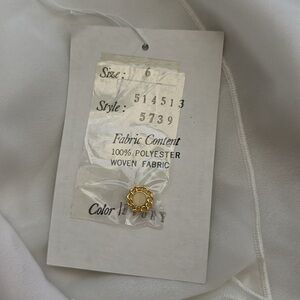 Size: 6
Style: 514513
5739
Fabric Content
100% POLYESTER
WOVEN FABRIC
Color